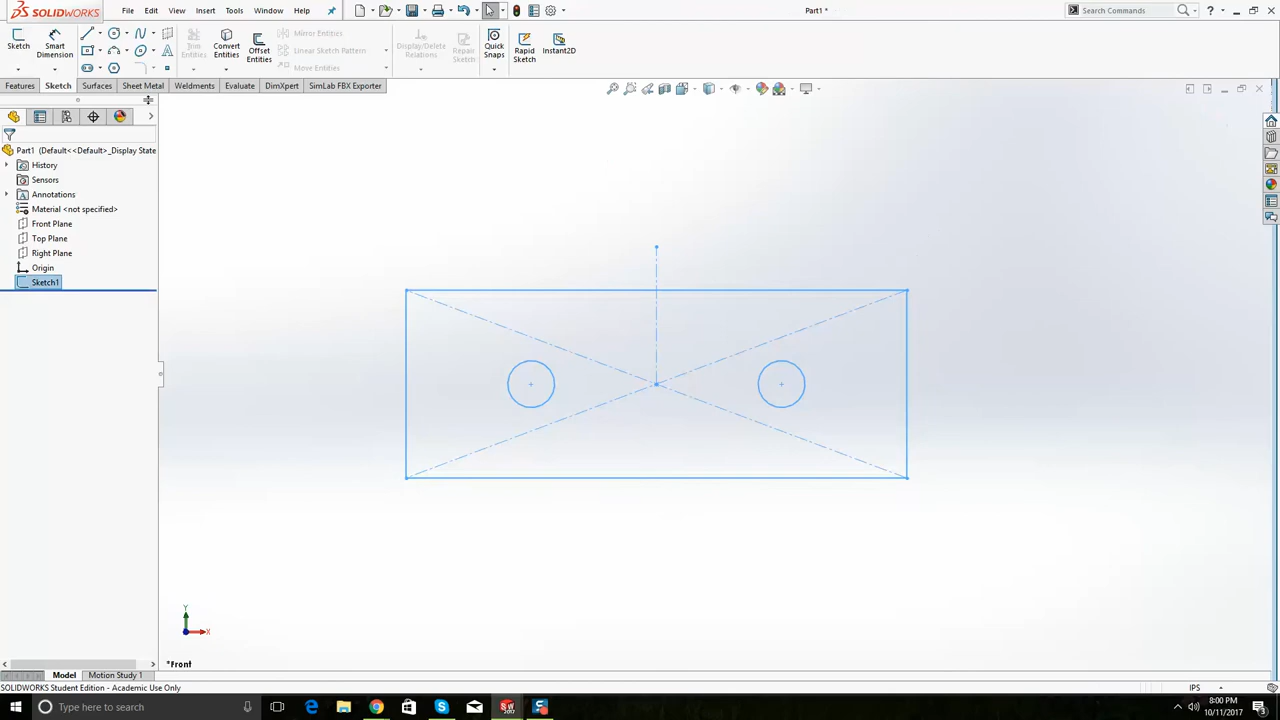 SOLIDWORKS File Edit View Insert Tools Window Help Part1 * Search Commands
Sketch Smart Dimension Trim Entities Convert Entities Offset Entities Mirror Entities Linear Sketch Pattern Move Entities Display/Delete Relations Repair Sketch Quick Snaps Rapid Sketch Instant2D
Features Sketch Surfaces Sheet Metal Weldments Evaluate DimXpert SimLab FBX Exporter
Part1 (Default<<Default>_Display State
History
Sensors
Annotations
Material <not specified>
Front Plane
Top Plane
Right Plane
Origin
Sketch1
Y
X
*Front
Model Motion Study 1
SOLIDWORKS Student Edition - Academic Use Only IPS
Type here to search 8:00 PM
10/11/2017